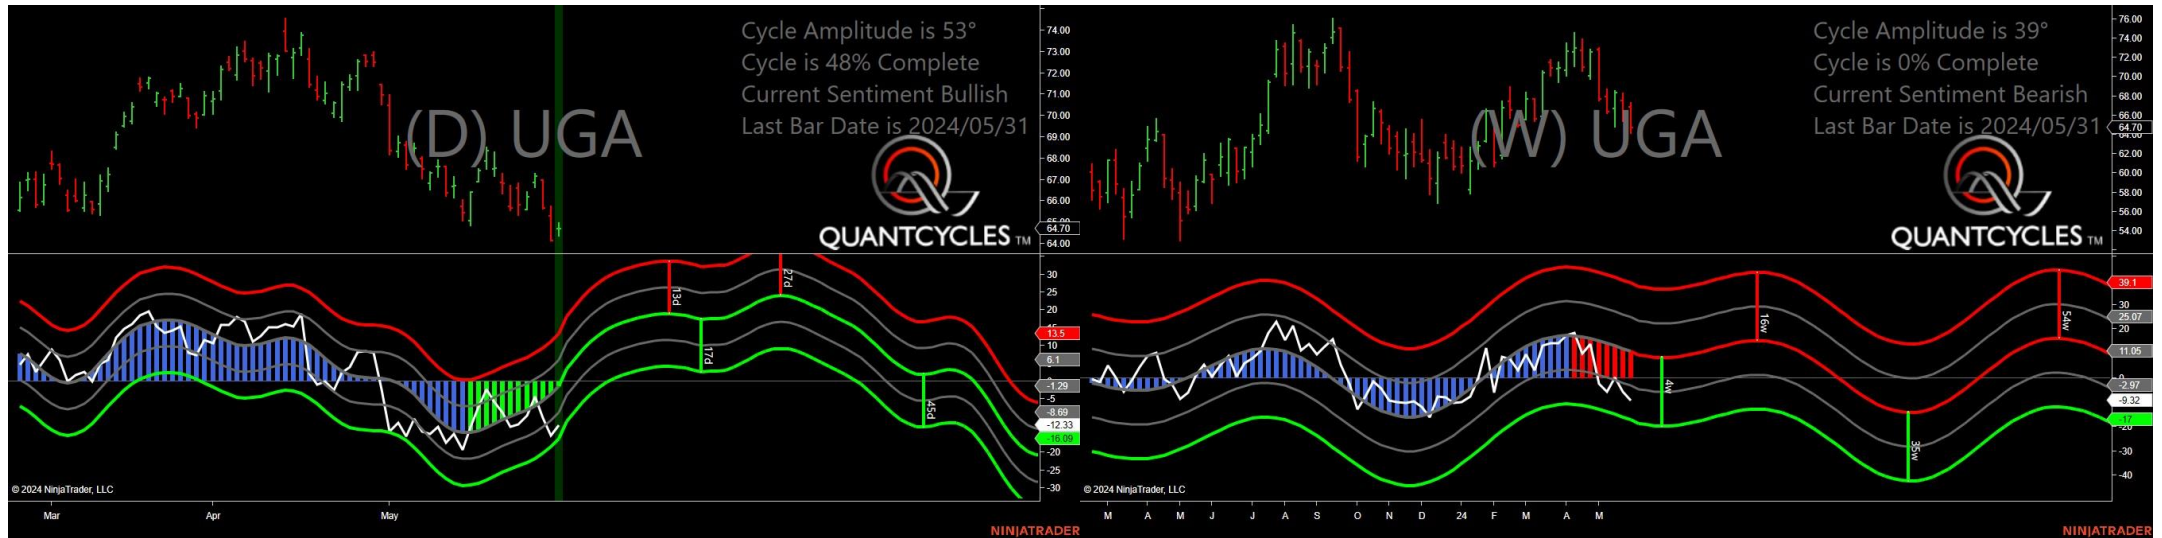 Cycle Amplitude is 53°
Cycle is 48% Complete
Current Sentiment Bullish
Last Bar Date is 2024/05/31
(D) UGA
QUANTCYCLES TM
74.00
73.00
72.00
71.00
70.00
69.00
68.00
67.00
66.00
65.00
64.70
64.00
13d
27d
17d
45d
30
25
20
13.5
10
6.1
-1.29
-5
-8.69
-12.33
-16.09
-20
-25
-30
© 2024 NinjaTrader, LLC
Mar
Apr
May
NINJATRADER
Cycle Amplitude is 39°
Cycle is 0% Complete
Current Sentiment Bearish
Last Bar Date is 2024/05/31
(W) UGA
QUANTCYCLES TM
76.00
74.00
72.00
70.00
68.00
66.00
64.70
64.00
62.00
60.00
58.00
56.00
54.00
4w
16w
35w
54w
39.1
30
25.07
20
11.05
-2.97
-9.32
-17
-20
-30
-40
© 2024 NinjaTrader, LLC
M A M J J A S O N D 24 F M A M
NINJATRADER